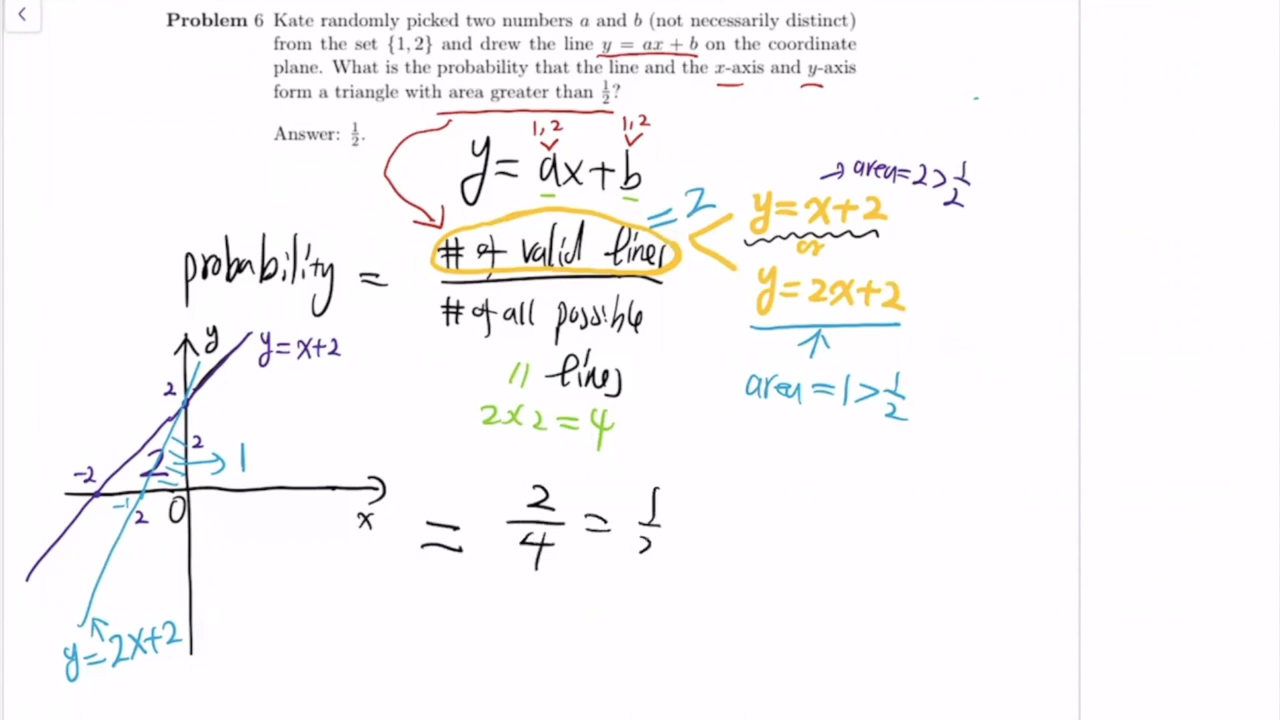 Problem 6 Kate randomly picked two numbers a and b (not necessarily distinct)
from the set {1, 2} and drew the line y = ax + b on the coordinate
plane. What is the probability that the line and the x-axis and y-axis
form a triangle with area greater than 1/2?
Answer: 1/2.
1,2 1,2
y= ax+b
→ area=2>1/2
= 2
y=x+2
or
y=2x+2
area=1>1/2
probability = # of valid lines
# of all possible
lines
||
2×2=4
= 2/4 = 1/2
y
y=x+2
2
2
2
1
-2
-1
2
0
x
y=2x+2